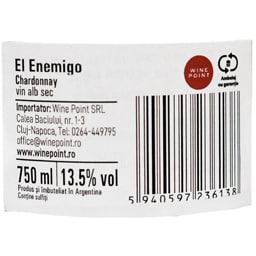 El Enemigo
Chardonnay
vin alb sec
WINE
POINT
Ambalaj
cu garanție
Importator: Wine Point SRL
Calea Baciului, nr. 1-3
Cluj-Napoca, Tel: 0264-449795
office@winepoint.ro
www.winepoint.ro
750 ml 13.5% vol
Produs și îmbuteliat în Argentina
Conține sulfiți
5 940597 236138